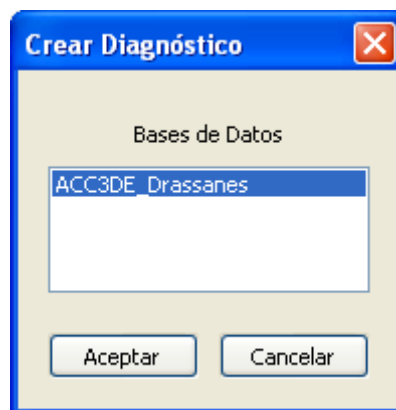 Crear Diagnóstico
Bases de Datos
ACC3DE_Drassanes
Aceptar
Cancelar